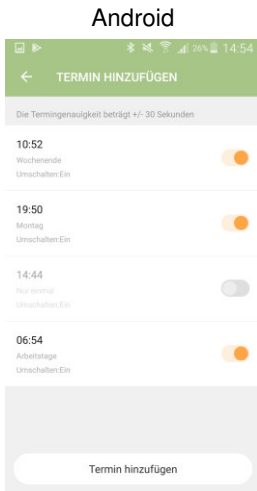 Android
26% 14:54
TERMIN HINZUFÜGEN
Die Termingenauigkeit beträgt +/- 30 Sekunden
10:52
Wochenende
Umschalten:Ein
19:50
Montag
Umschalten:Ein
14:44
Nur einmal
Umschalten:Ein
06:54
Arbeitstage
Umschalten:Ein
Termin hinzufügen